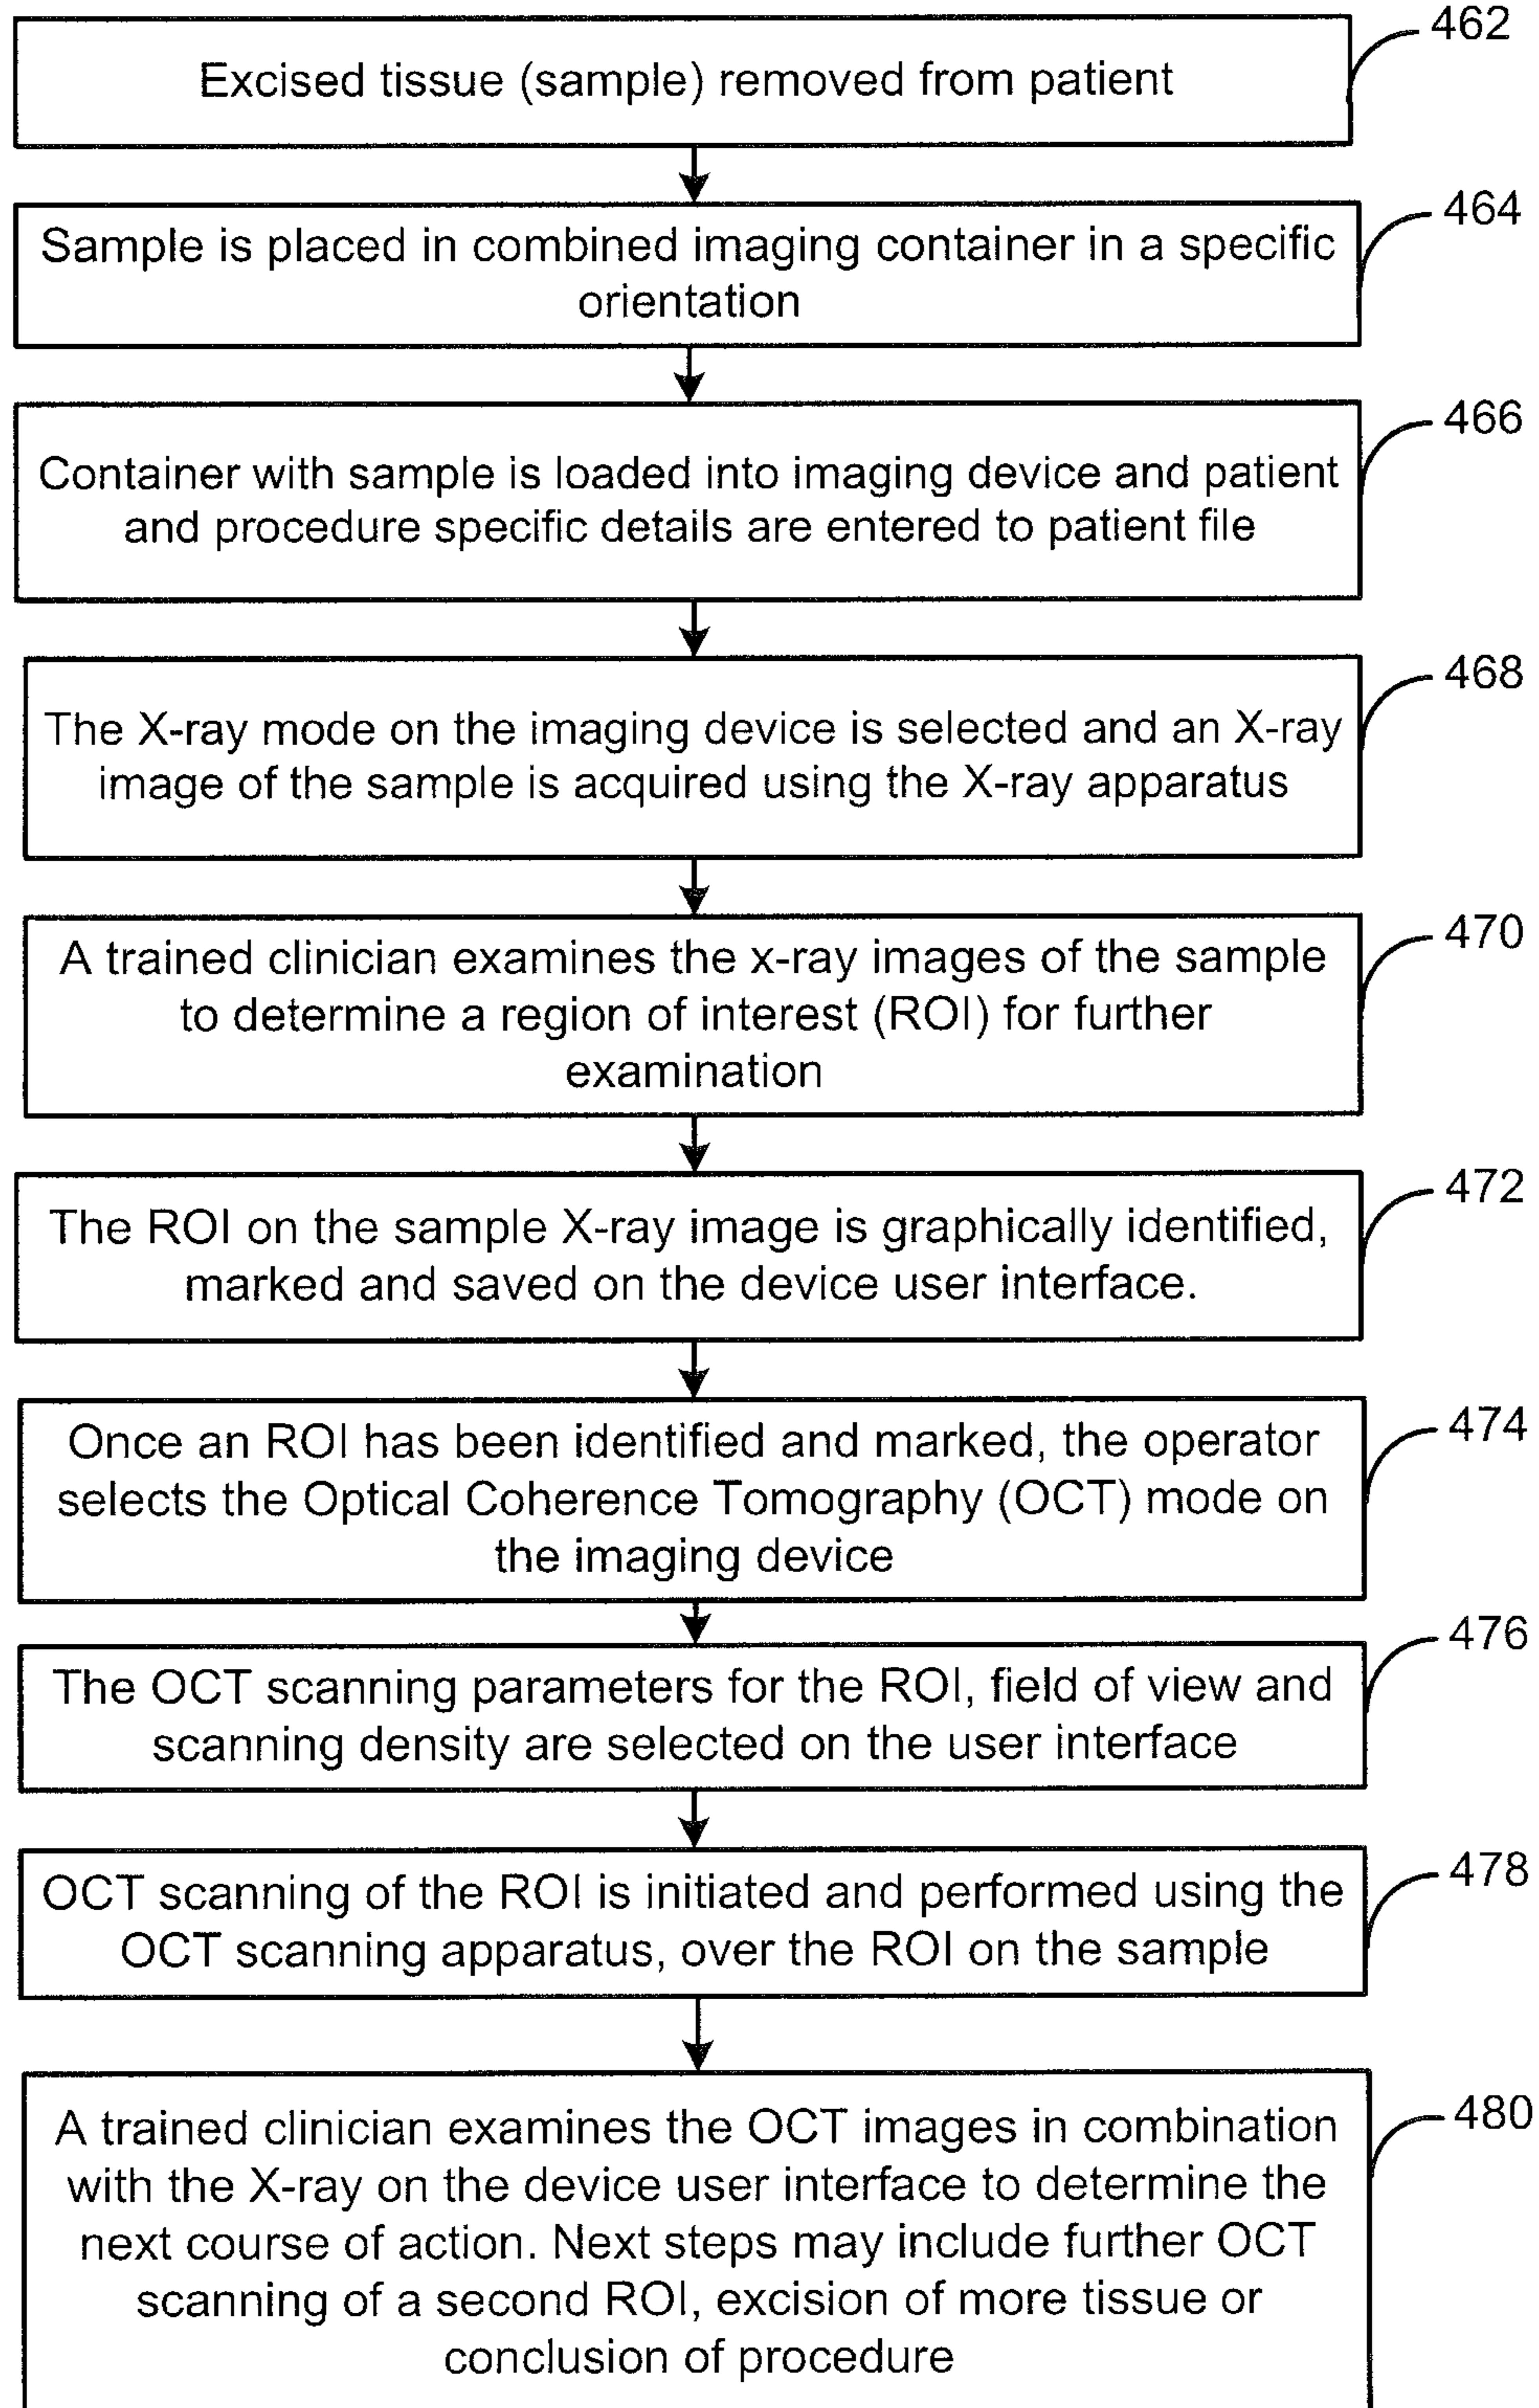 462
Excised tissue (sample) removed from patient
464
Sample is placed in combined imaging container in a specific
orientation
466
Container with sample is loaded into imaging device and patient
and procedure specific details are entered to patient file
468
The X-ray mode on the imaging device is selected and an X-ray
image of the sample is acquired using the X-ray apparatus
470
A trained clinician examines the x-ray images of the sample
to determine a region of interest (ROI) for further
examination
472
The ROI on the sample X-ray image is graphically identified,
marked and saved on the device user interface.
474
Once an ROI has been identified and marked, the operator
selects the Optical Coherence Tomography (OCT) mode on
the imaging device
476
The OCT scanning parameters for the ROI, field of view and
scanning density are selected on the user interface
478
OCT scanning of the ROI is initiated and performed using the
OCT scanning apparatus, over the ROI on the sample
480
A trained clinician examines the OCT images in combination
with the X-ray on the device user interface to determine the
next course of action. Next steps may include further OCT
scanning of a second ROI, excision of more tissue or
conclusion of procedure